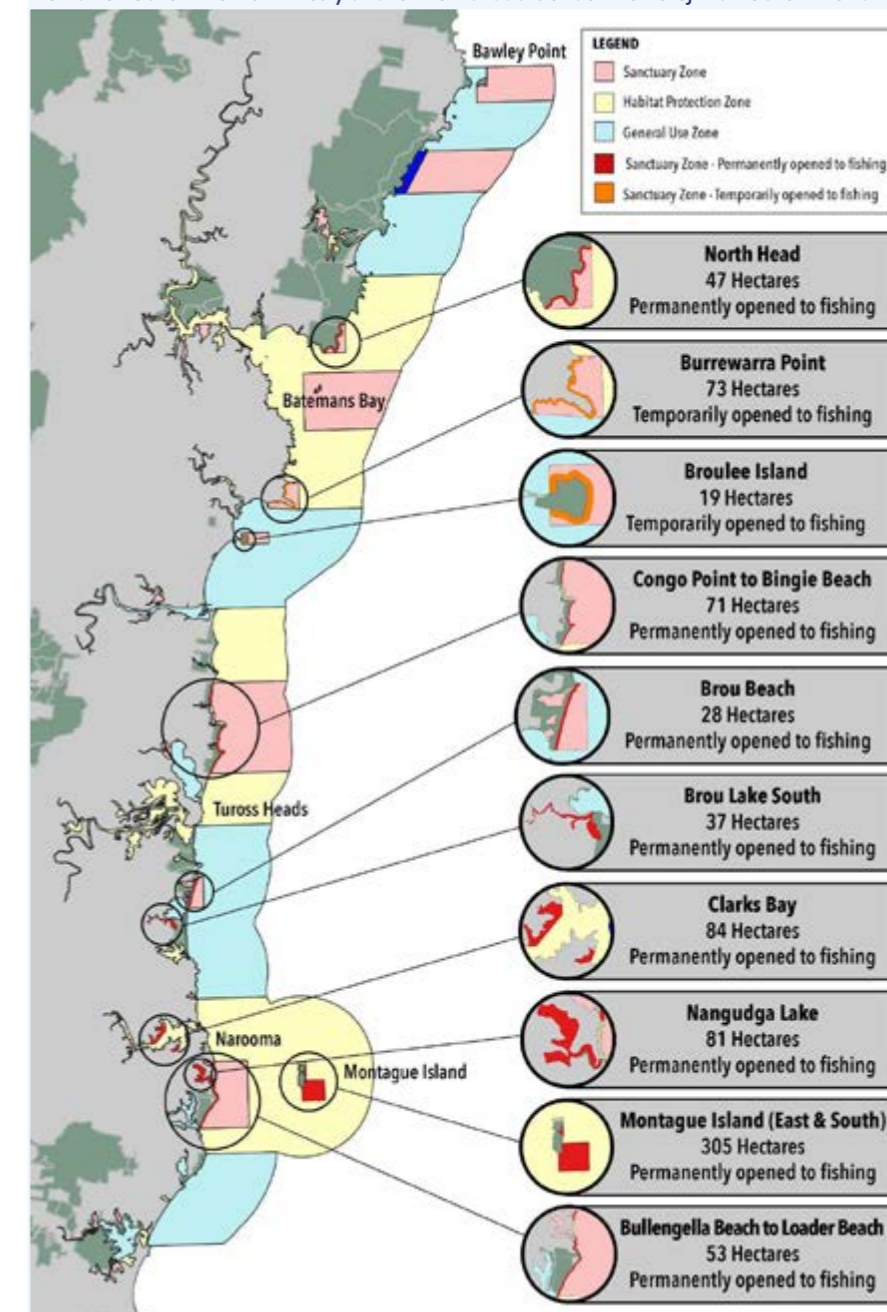 Bawley Point
LEGEND
Sanctuary Zone
Habitat Protection Zone
General Use Zone
Sanctuary Zone - Permanently opened to fishing
Sanctuary Zone - Temporarily opened to fishing
North Head
47 Hectares
Permanently opened to fishing
Burrewarra Point
73 Hectares
Temporarily opened to fishing
Batemans Bay
Broulee Island
19 Hectares
Temporarily opened to fishing
Congo Point to Bingie Beach
71 Hectares
Permanently opened to fishing
Brou Beach
28 Hectares
Permanently opened to fishing
Tuross Heads
Brou Lake South
37 Hectares
Permanently opened to fishing
Clarks Bay
84 Hectares
Permanently opened to fishing
Nangudga Lake
81 Hectares
Permanently opened to fishing
Narooma
Montague Island
Montague Island (East & South)
305 Hectares
Permanently opened to fishing
Bullengella Beach to Loader Beach
53 Hectares
Permanently opened to fishing